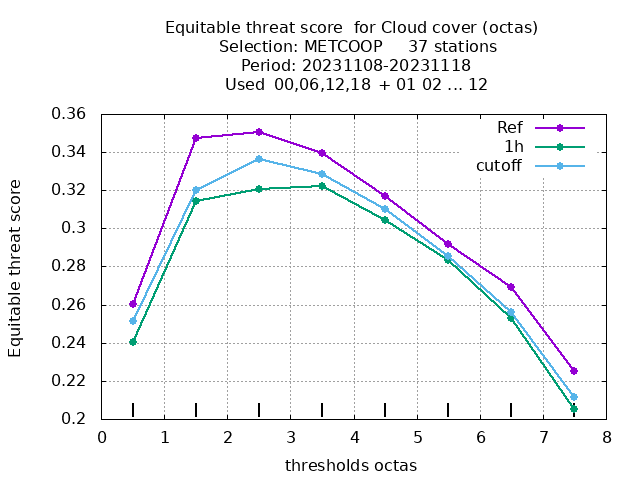 Equitable threat score  for Cloud cover (octas)
Selection: METCOOP     37 stations
Period: 20231108-20231118
Used  00,06,12,18  + 01 02 ... 12
Ref
1h
cutoff
Equitable threat score
0.36
0.34
0.32
0.3
0.28
0.26
0.24
0.22
0.2
0 1 2 3 4 5 6 7 8
thresholds octas